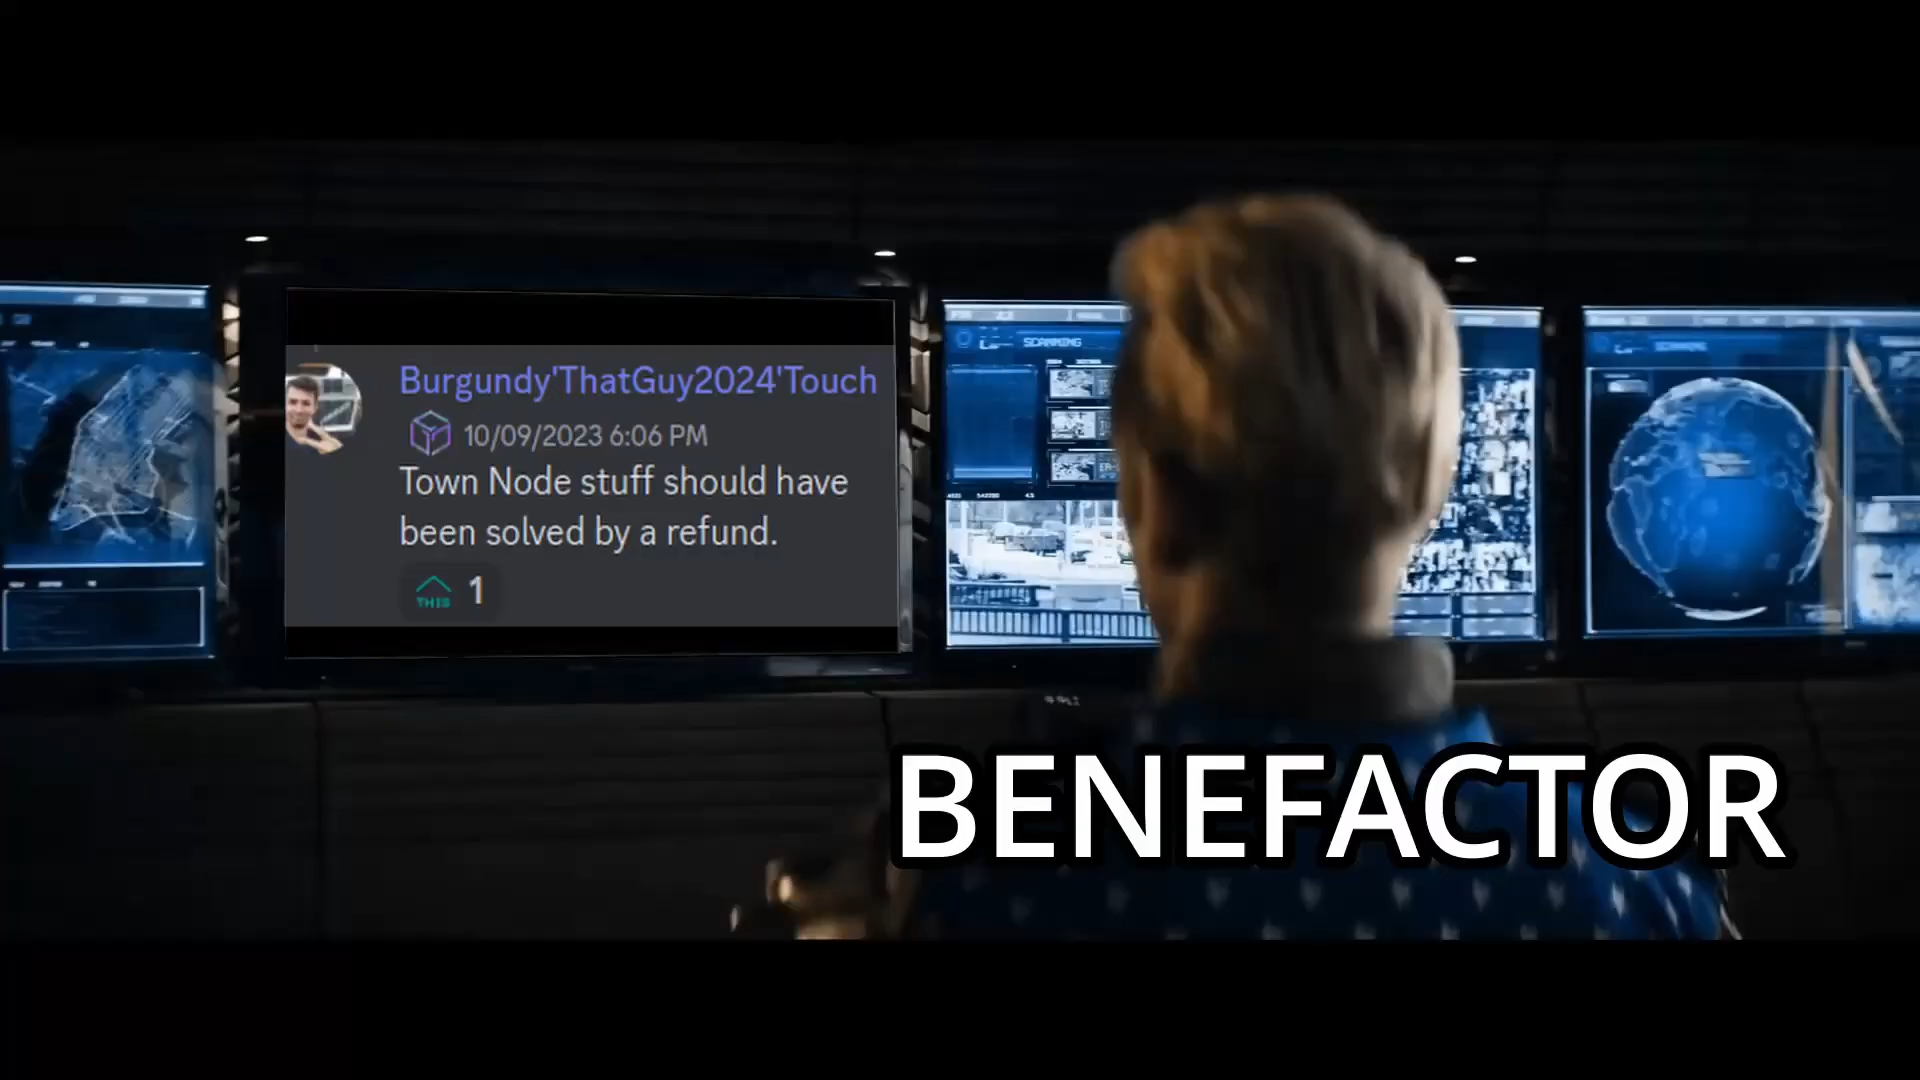 Burgundy'ThatGuy2024'Touch
10/09/2023 6:06 PM
Town Node stuff should have
been solved by a refund.
THIS 1
SCANNING
BENEFACTOR